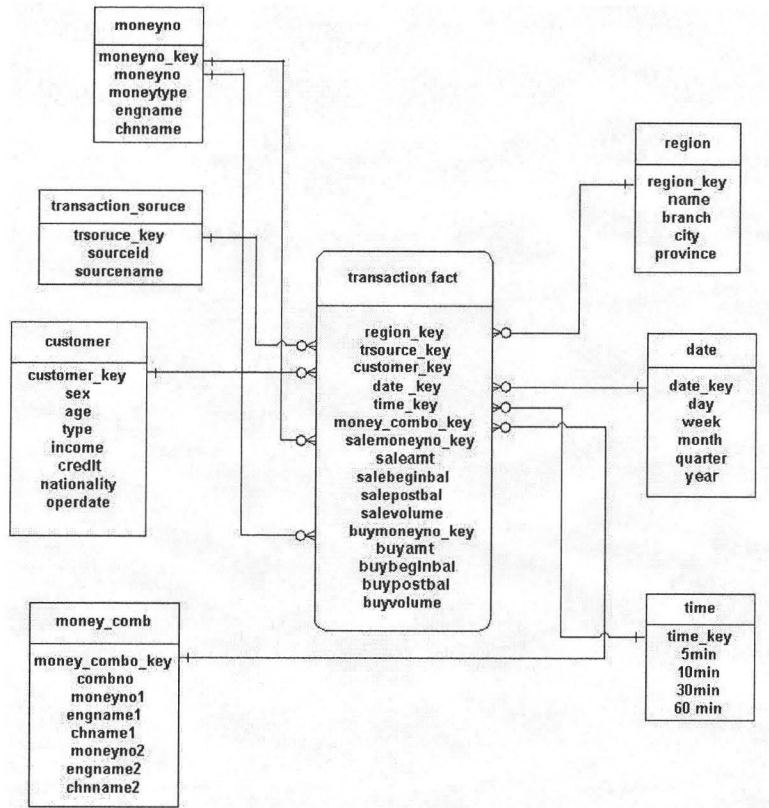 moneyno
moneyno_key
moneyno
moneytype
engname
chnname
transaction_soruce
trsoruce_key
sourceid
sourcename
customer
customer_key
sex
age
type
income
credit
nationality
operdate
money_comb
money_combo_key
combno
moneyno1
engname1
chname1
moneyno2
engname2
chnname2
transaction fact
region_key
trsource_key
customer_key
date _key
time_key
money_combo_key
salemoneyno_key
saleamt
salebeginbal
salepostbal
salevolume
buymoneyno_key
buyamt
buybeginbal
buypostbal
buyvolume
region
region_key
name
branch
city
province
date
date_key
day
week
month
quarter
year
time
time_key
5min
10min
30min
60 min